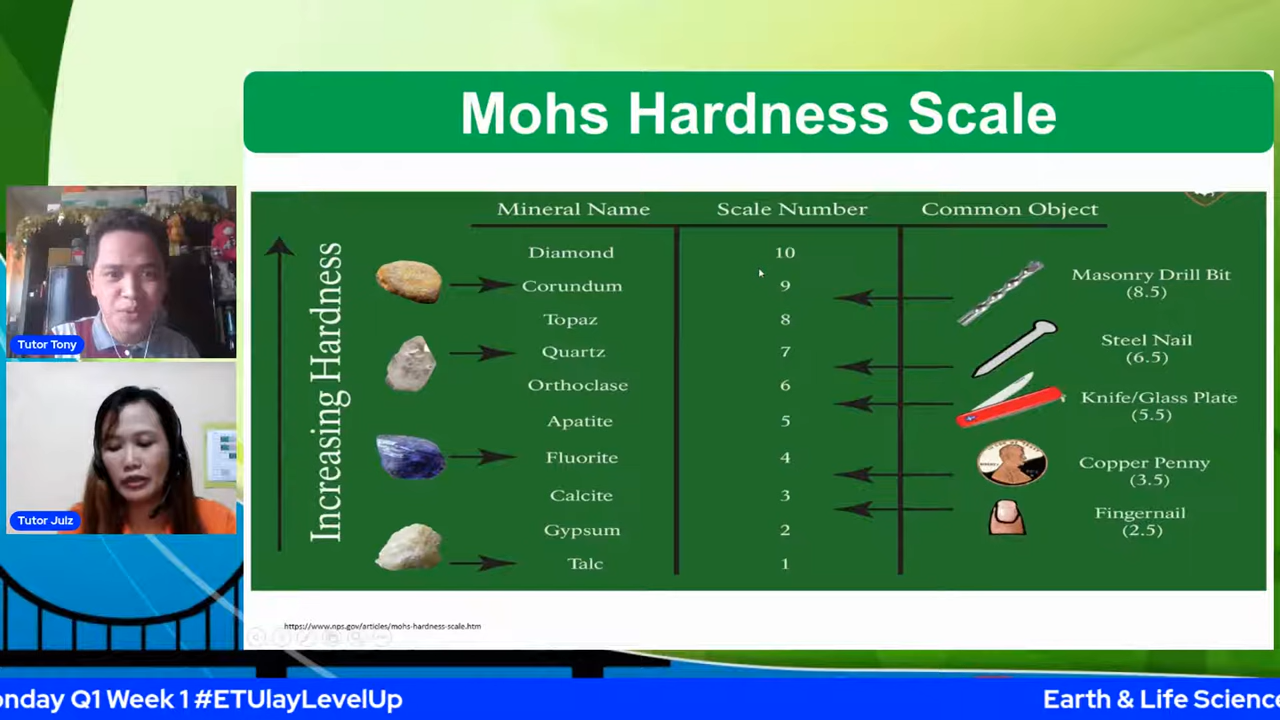 Mohs Hardness Scale
Mineral Name Scale Number Common Object
Increasing Hardness
Diamond 10
Corundum 9
Masonry Drill Bit
(8.5)
Topaz 8
Quartz 7
Steel Nail
(6.5)
Orthoclase 6
Knife/Glass Plate
(5.5)
Apatite 5
Fluorite 4
Copper Penny
(3.5)
Calcite 3
Fingernail
(2.5)
Gypsum 2
Talc 1
https://www.nps.gov/articles/mohs-hardness-scale.htm
Tutor Tony
Tutor Juiz
onday Q1 Week 1 #ETUlayLevelUp
Earth & Life Science